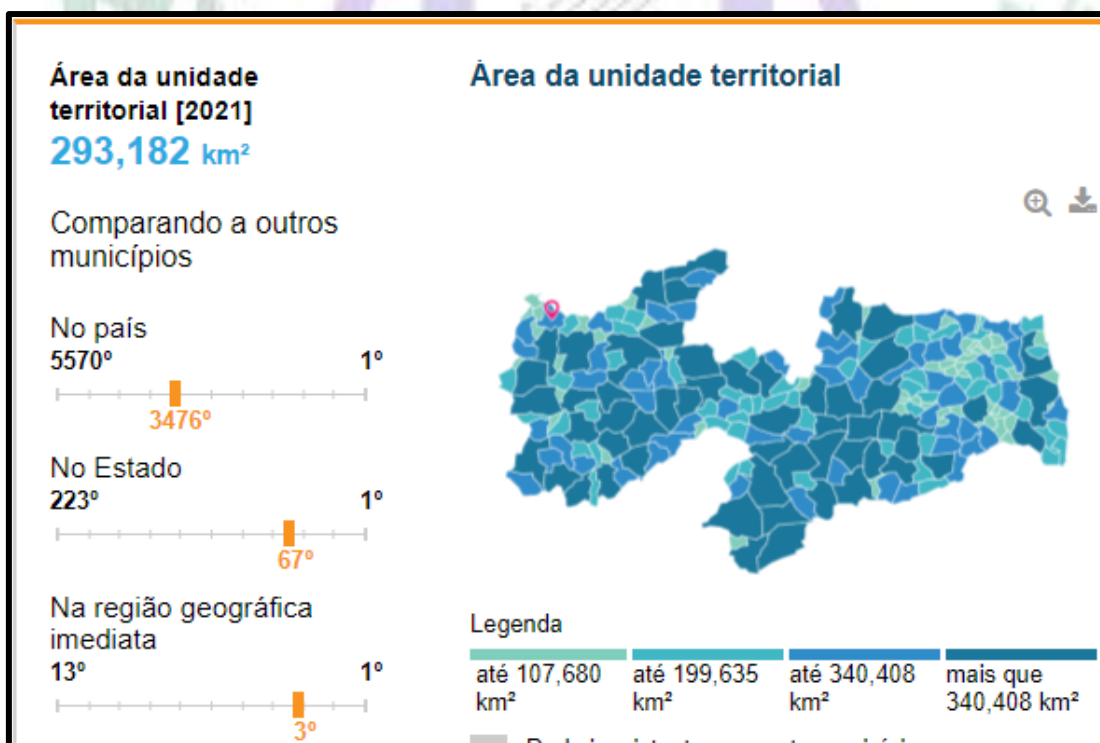 Área da unidade
territorial [2021]
293,182 km²
Comparando a outros
municípios
No país
5570º 1º
3476º
No Estado
223º 1º
67º
Na região geográfica
imediata
13º 1º
3º
Área da unidade territorial
Legenda
até 107,680
km²
até 199,635
km²
até 340,408
km²
mais que
340,408 km²